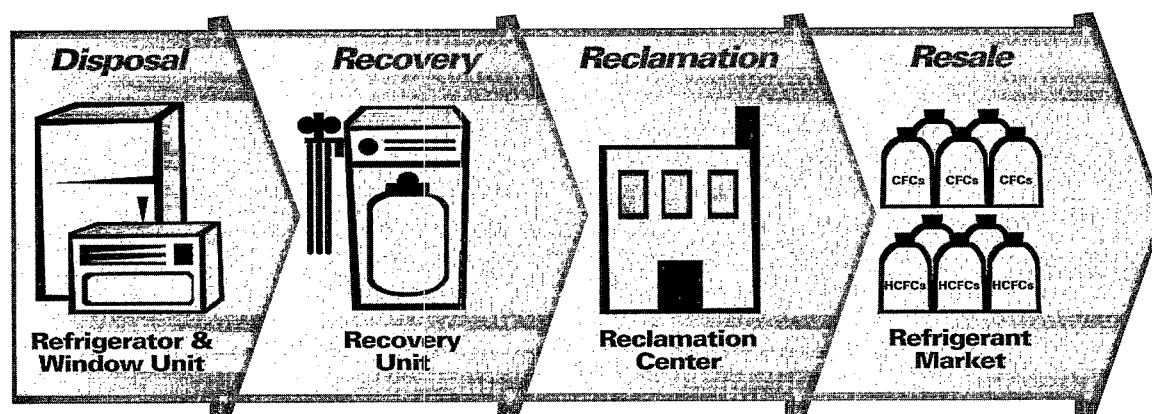 Disposal
Recovery
Reclamation
Resale
CFCs
CFCs
CFCs
HCFCs
HCFCs
HCFCs
Refrigerator &
Window Unit
Recovery
Unit
Reclamation
Center
Refrigerant
Market